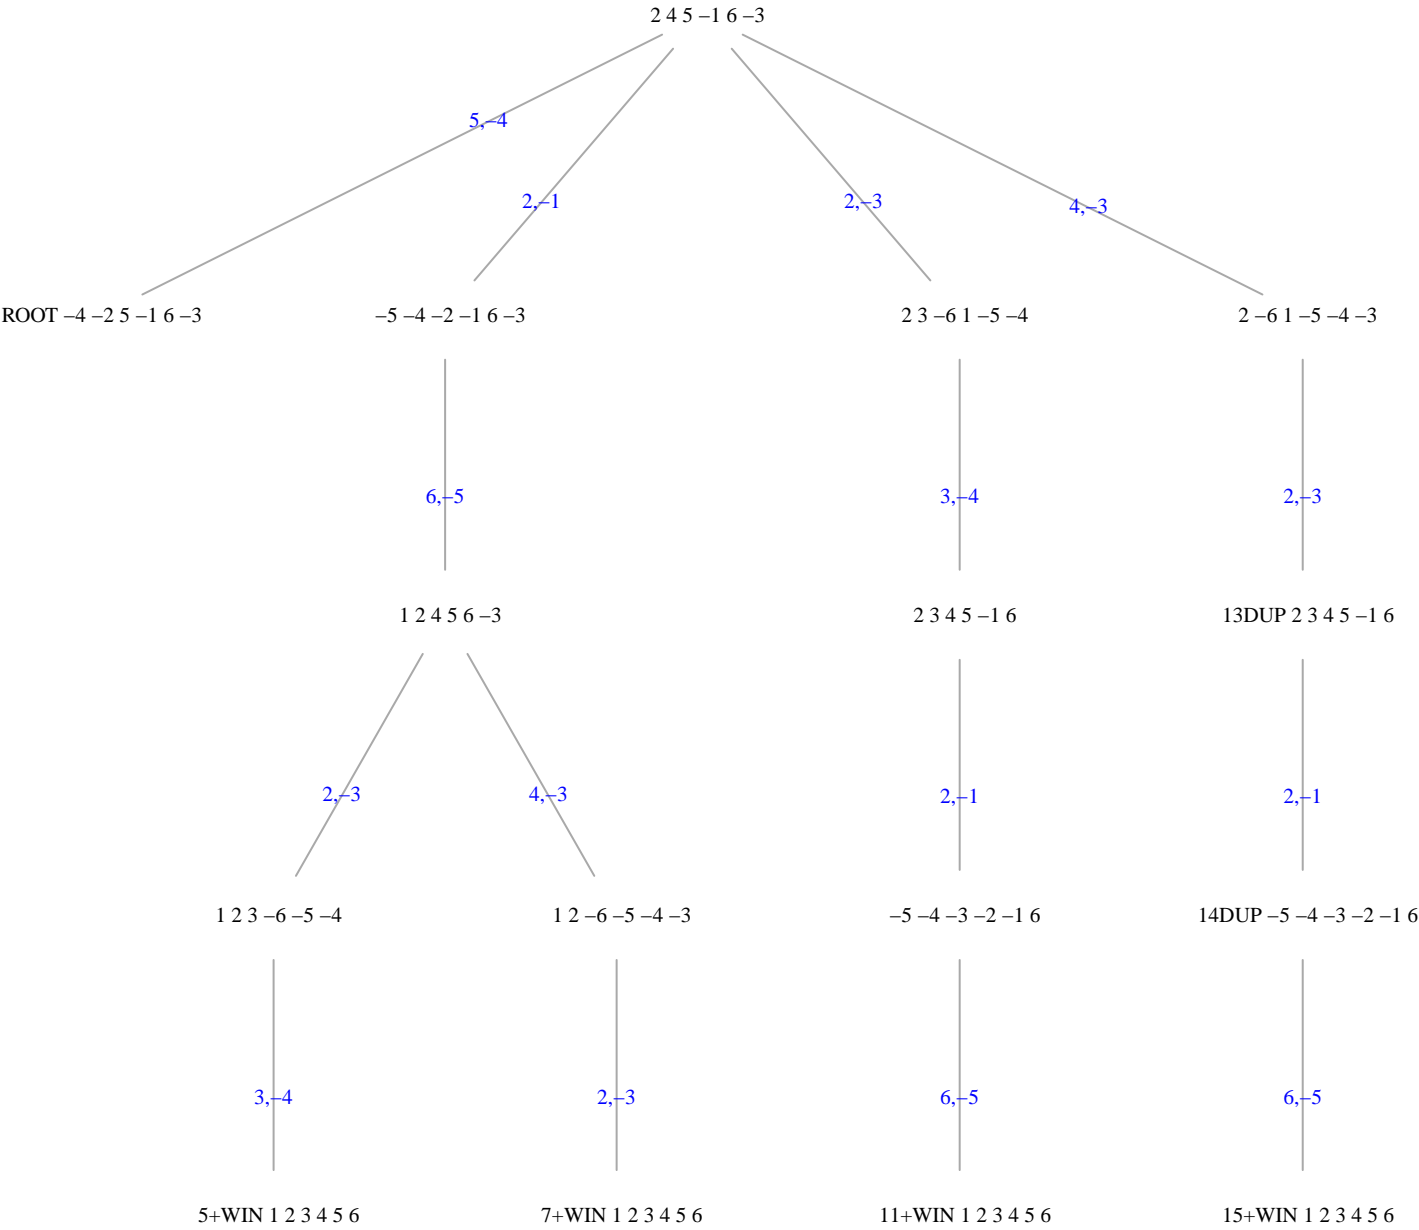 2 4 5 –1 6 –3
5,–4
2,–1
2,–3
4,–3
ROOT –4 –2 5 –1 6 –3
–5 –4 –2 –1 6 –3
2 3 –6 1 –5 –4
2 –6 1 –5 –4 –3
6,–5
3,–4
2,–3
1 2 4 5 6 –3
2 3 4 5 –1 6
13DUP 2 3 4 5 –1 6
2,–3
4,–3
2,–1
2,–1
1 2 3 –6 –5 –4
1 2 –6 –5 –4 –3
–5 –4 –3 –2 –1 6
14DUP –5 –4 –3 –2 –1 6
3,–4
2,–3
6,–5
6,–5
5+WIN 1 2 3 4 5 6
7+WIN 1 2 3 4 5 6
11+WIN 1 2 3 4 5 6
15+WIN 1 2 3 4 5 6